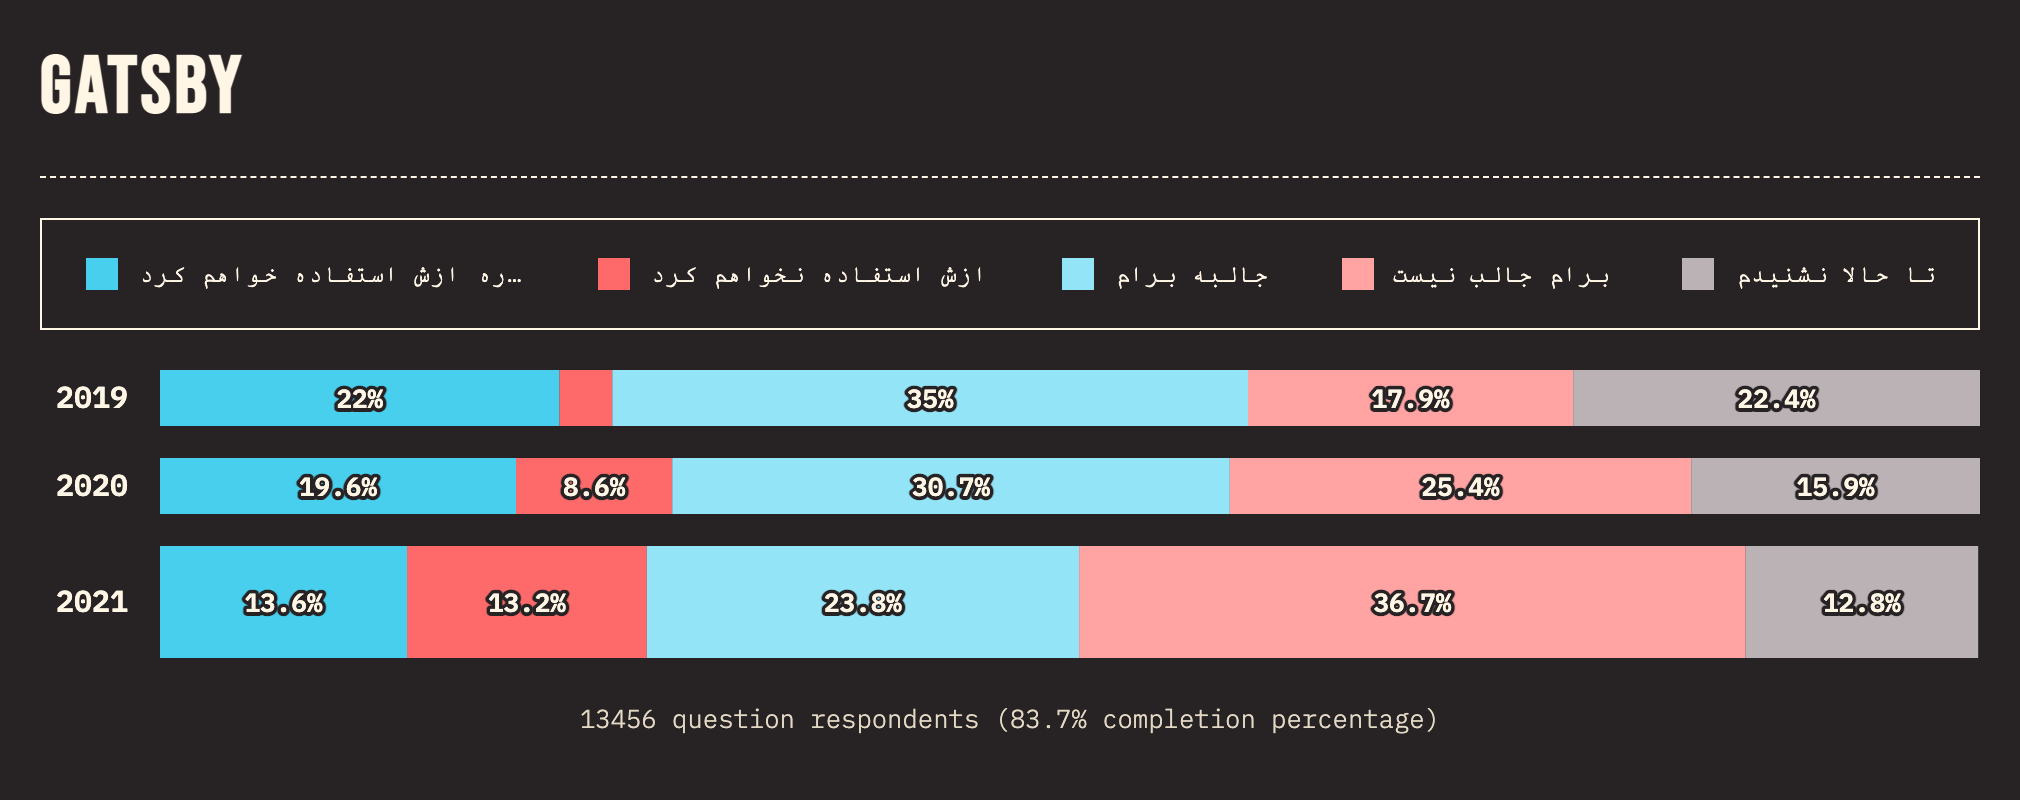 GATSBY
ره ازش استفاده خواهم کرد…
ازش استفاده نخواهم کرد
جالبه برام
برام جالب نیست
تا حالا نشنیدم
2019 22% 35% 17.9% 22.4%
2020 19.6% 8.6% 30.7% 25.4% 15.9%
2021 13.6% 13.2% 23.8% 36.7% 12.8%
13456 question respondents (83.7% completion percentage)